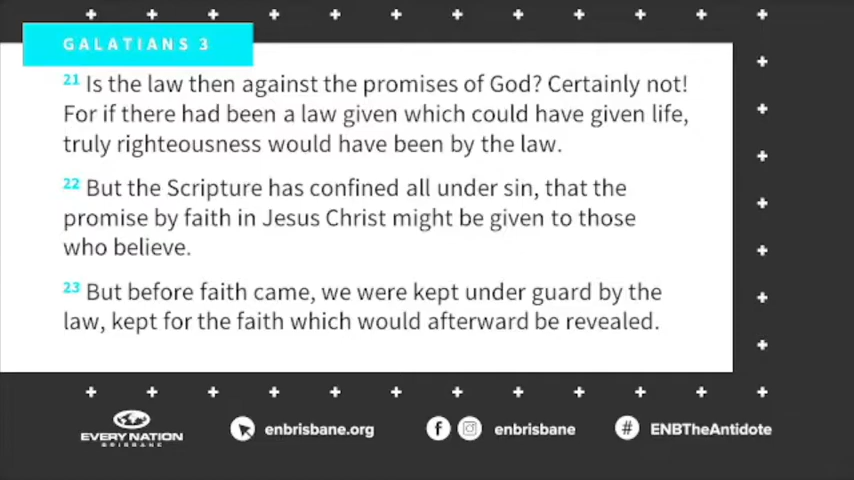 GALATIANS 3
21 Is the law then against the promises of God? Certainly not!
For if there had been a law given which could have given life,
truly righteousness would have been by the law.
22 But the Scripture has confined all under sin, that the
promise by faith in Jesus Christ might be given to those
who believe.
23 But before faith came, we were kept under guard by the
law, kept for the faith which would afterward be revealed.
EVERY NATION
BRISBANE
enbrisbane.org
f enbrisbane
# ENBTheAntidote